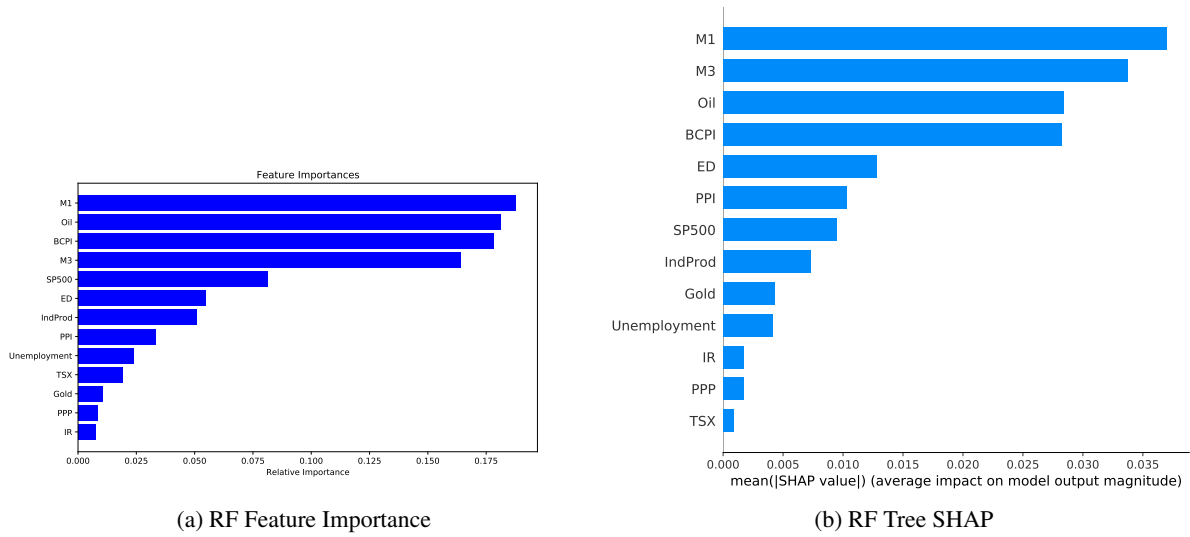 Feature Importances
M1
Oil
BCPI
M3
SP500
ED
IndProd
PPI
Unemployment
TSX
Gold
PPP
IR
0.000 0.025 0.050 0.075 0.100 0.125 0.150 0.175
Relative Importance
(a) RF Feature Importance
M1
M3
Oil
BCPI
ED
PPI
SP500
IndProd
Gold
Unemployment
IR
PPP
TSX
0.000 0.005 0.010 0.015 0.020 0.025 0.030 0.035
mean(|SHAP value|) (average impact on model output magnitude)
(b) RF Tree SHAP